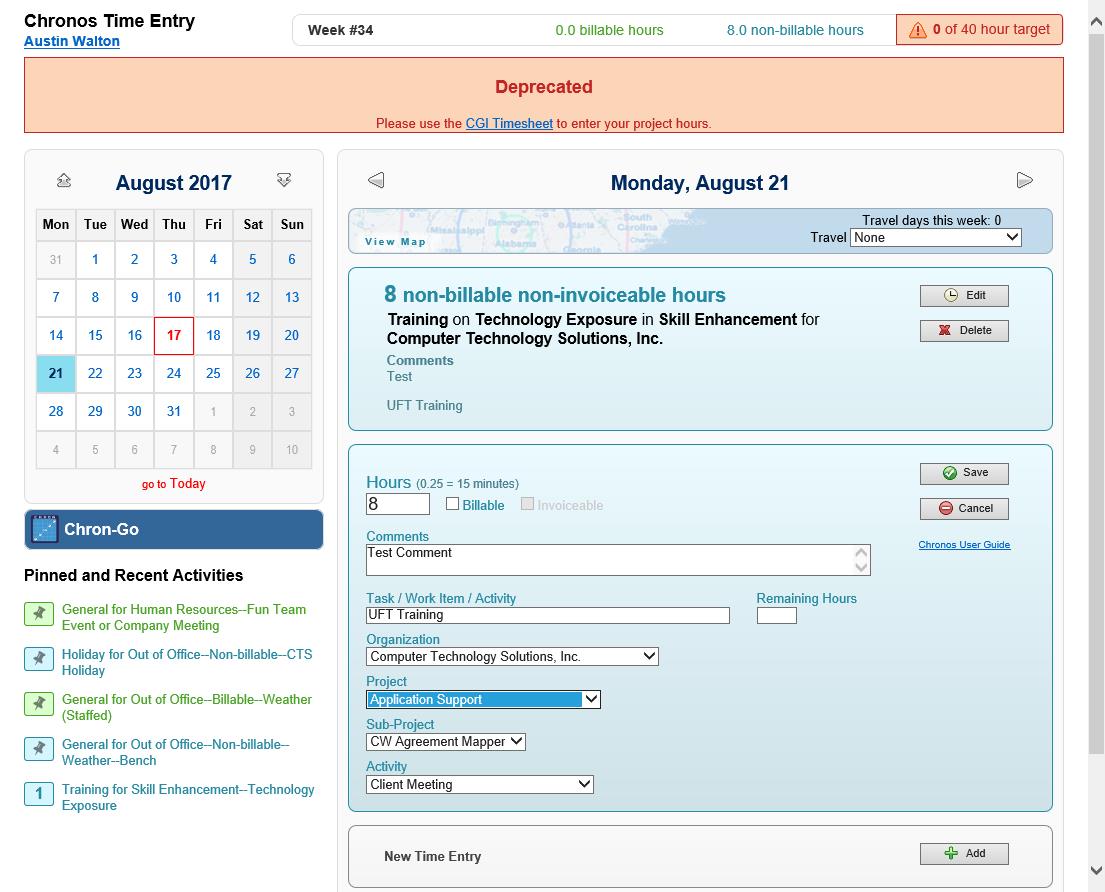 Chronos Time Entry
Austin Walton
Week #34 0.0 billable hours 8.0 non-billable hours 0 of 40 hour target
Deprecated
Please use the CGI Timesheet to enter your project hours.
August 2017
Mon Tue Wed Thu Fri Sat Sun
31 1 2 3 4 5 6
7 8 9 10 11 12 13
14 15 16 17 18 19 20
21 22 23 24 25 26 27
28 29 30 31 1 2 3
4 5 6 7 8 9 10
go to Today
Chron-Go
Pinned and Recent Activities
General for Human Resources--Fun Team
Event or Company Meeting
Holiday for Out of Office--Non-billable--CTS
Holiday
General for Out of Office--Billable--Weather
(Staffed)
General for Out of Office--Non-billable--
Weather--Bench
1 Training for Skill Enhancement--Technology
Exposure
Monday, August 21
View Map
Mississippi
Birmingham
Alabama
Atlanta
Georgia
South
Carolina
Travel days this week: 0
Travel None
8 non-billable non-invoiceable hours
Training on Technology Exposure in Skill Enhancement for
Computer Technology Solutions, Inc.
Comments
Test
UFT Training
Edit
Delete
Hours (0.25 = 15 minutes)
8 Billable Invoiceable
Comments
Test Comment
Task / Work Item / Activity Remaining Hours
UFT Training
Organization
Computer Technology Solutions, Inc.
Project
Application Support
Sub-Project
CW Agreement Mapper
Activity
Client Meeting
Save
Cancel
Chronos User Guide
New Time Entry Add